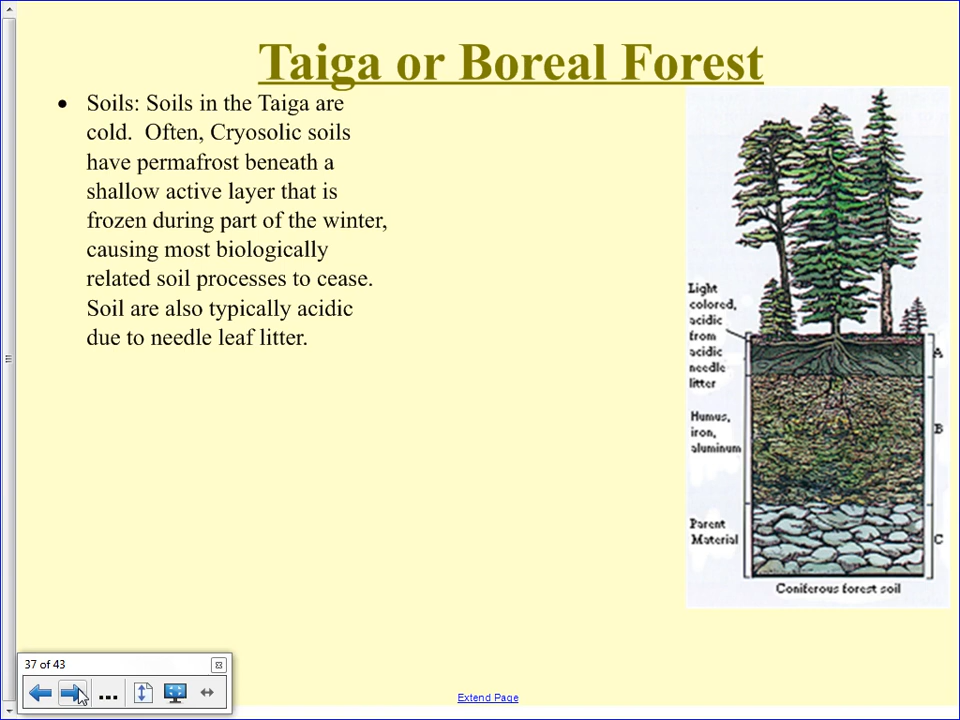 Taiga or Boreal Forest
• Soils: Soils in the Taiga are
cold.  Often, Cryosolic soils
have permafrost beneath a
shallow active layer that is
frozen during part of the winter,
causing most biologically
related soil processes to cease.
Soil are also typically acidic
due to needle leaf litter.
Light
colored,
acidic
from
acidic
needle
litter
A
Humus,
iron,
aluminum
B
Parent
Material
C
Coniferous forest soil
37 of 43
Extend Page